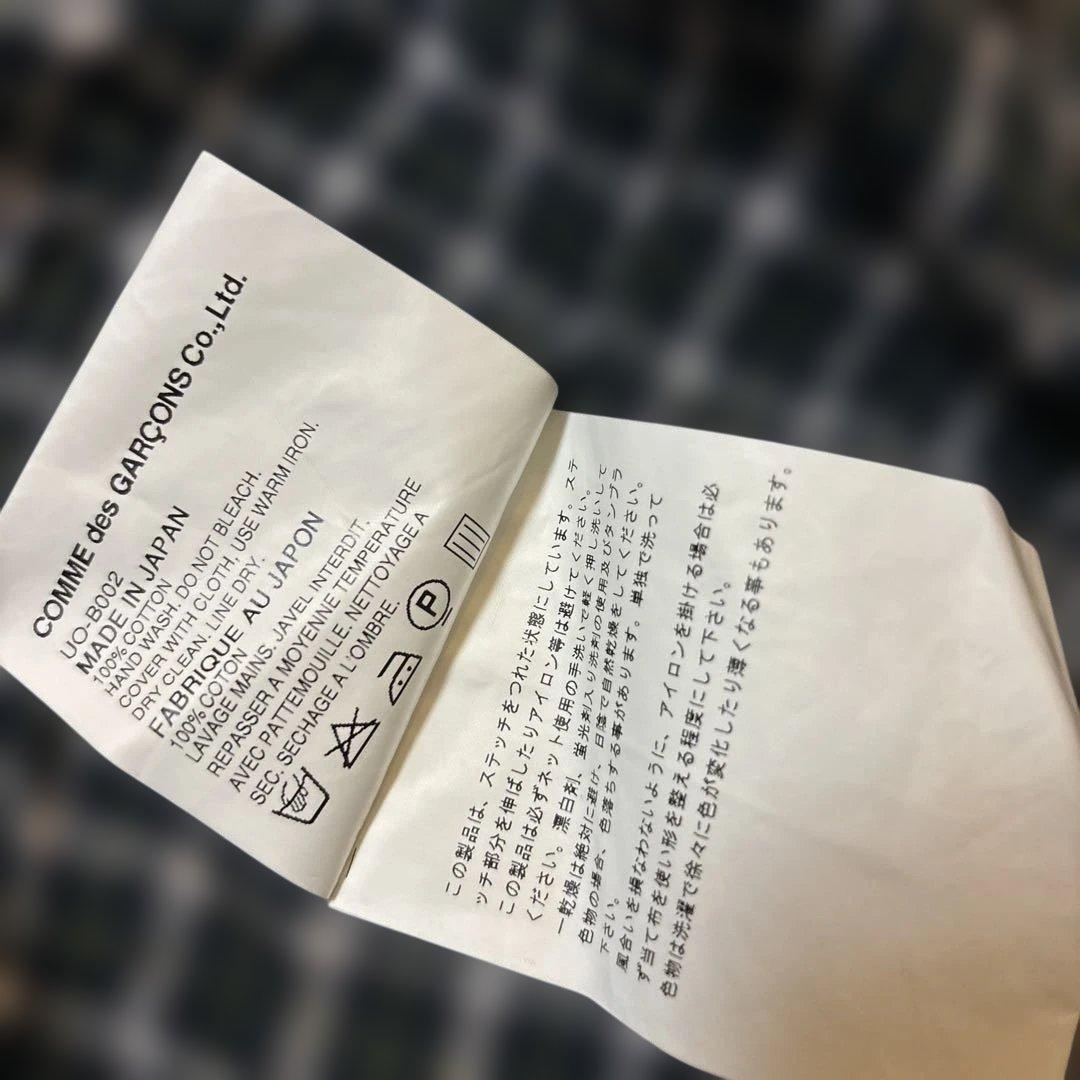 COMME des GARÇONS Co.,Ltd.
UO-B002
MADE IN JAPAN
100% COTTON
HAND WASH. DO NOT BLEACH.
COVER WITH CLOTH, USE WARM IRON.
DRY CLEAN. LINE DRY.
FABRIQUE AU JAPON
100% COTON
LAVAGE MAINS. JAVEL INTERDIT.
REPASSER A MOYENNE TEMPERATURE
AVEC PATTEMOUILLE. NETTOYAGE A
SEC. SECHAGE A L'OMBRE.
P
この製品は、ステッチをつれた状態にしています。ステ
ッチ部分を伸ばしたりアイロン等は避けてください。
この製品は必ずネット使用の手洗いで軽く押し洗いして
ください。漂白剤、蛍光剤入り洗剤の使用及びタンブラ
ー乾燥は絶対に避け、日陰で自然乾燥をしてください。
色物の場合、色落ちする事があります。単独で洗って
下さい。
風合いを損なわないように、アイロンを掛ける場合は必
ず当て布を使い形を整える程度にして下さい。
色物は洗濯で徐々に色が変化したり薄くなる事もあります。